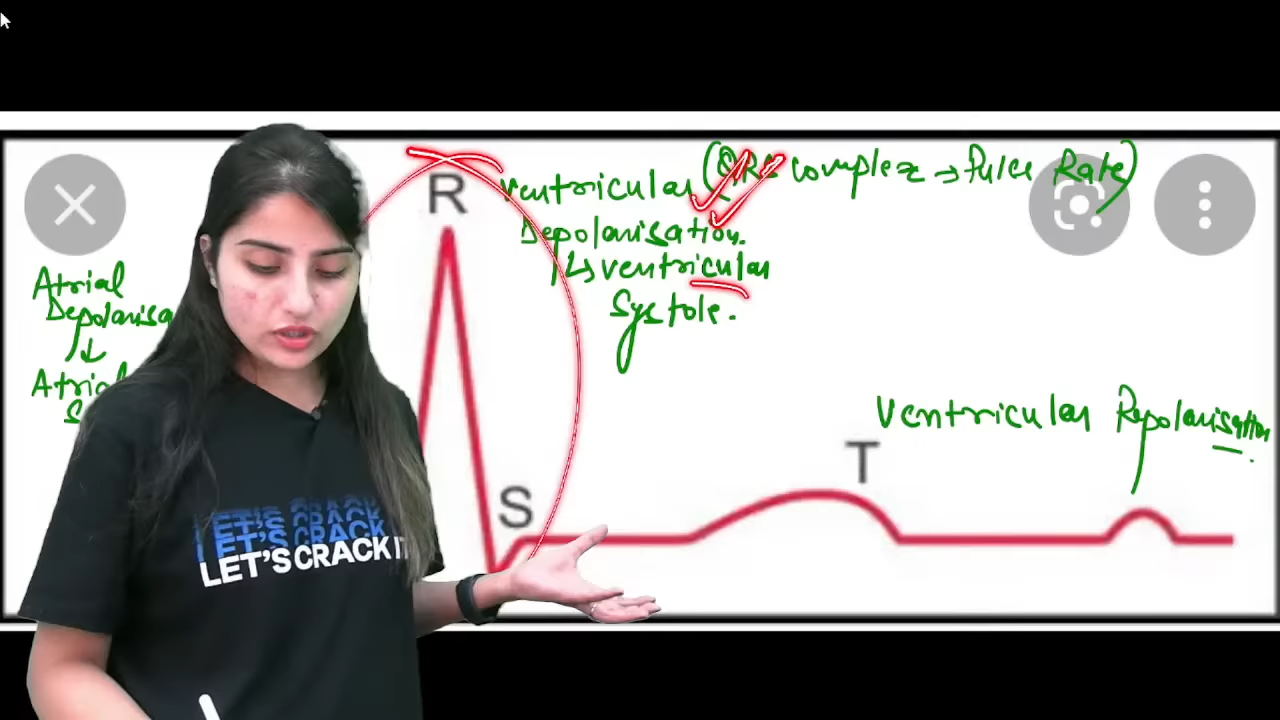 R
ventricular (QRS complex → Pulse Rate)
Depolarisation.
↳ ventricular
Systole.
Atrial
Depolarisa
↓
Atrial
S
ventricular Repolarisation
T
S
LET'S CRACK
LET'S CRACK
LET'S CRACK IT